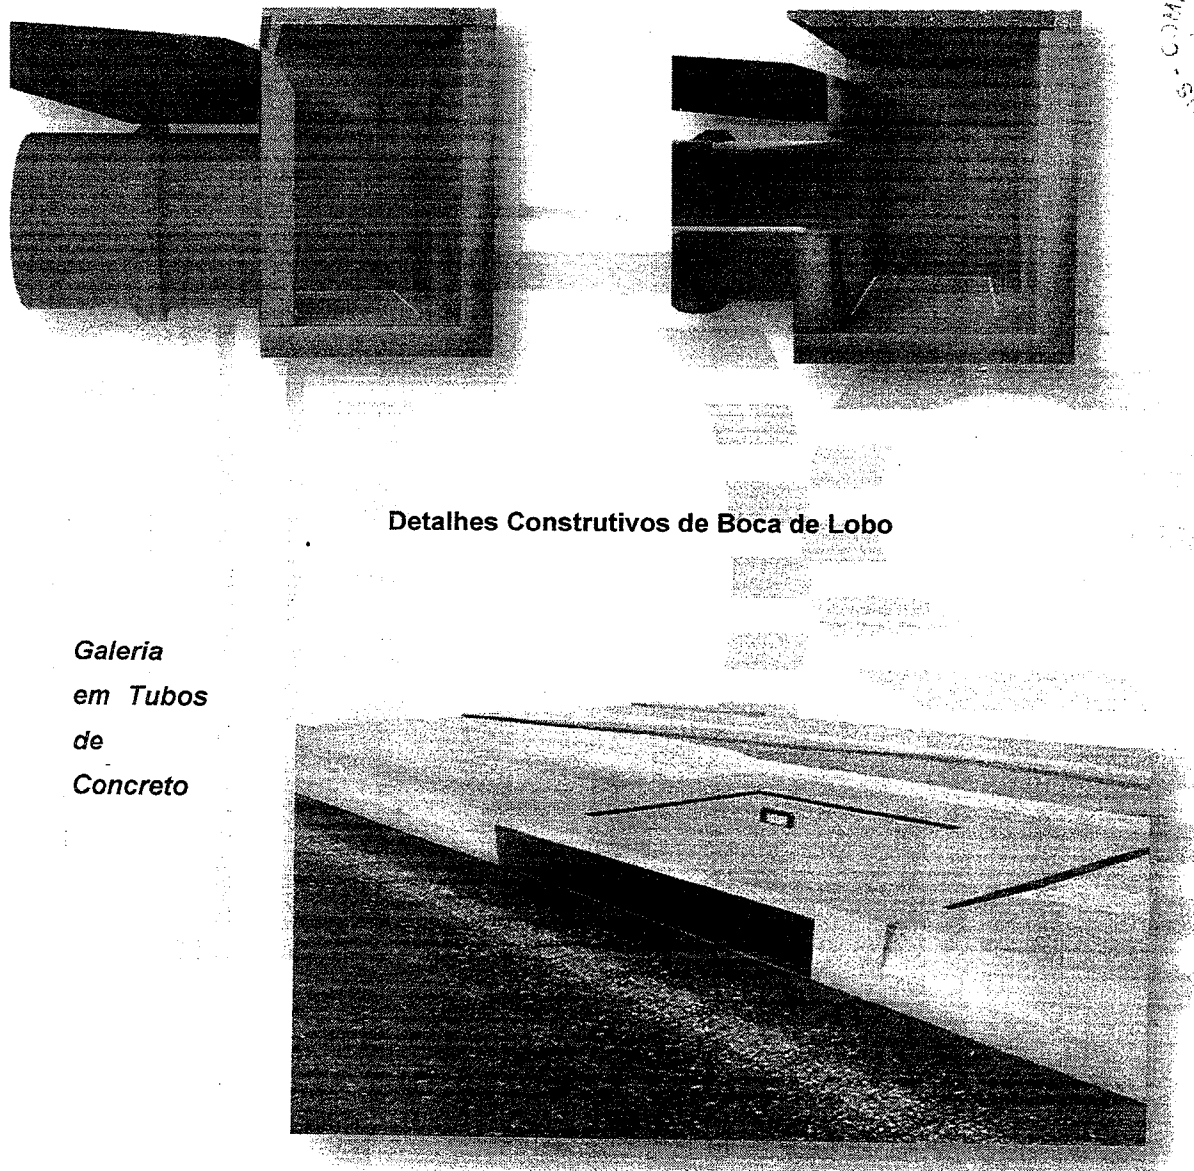 Detalhes Construtivos de Boca de Lobo
Galeria
em Tubos
de
Concreto